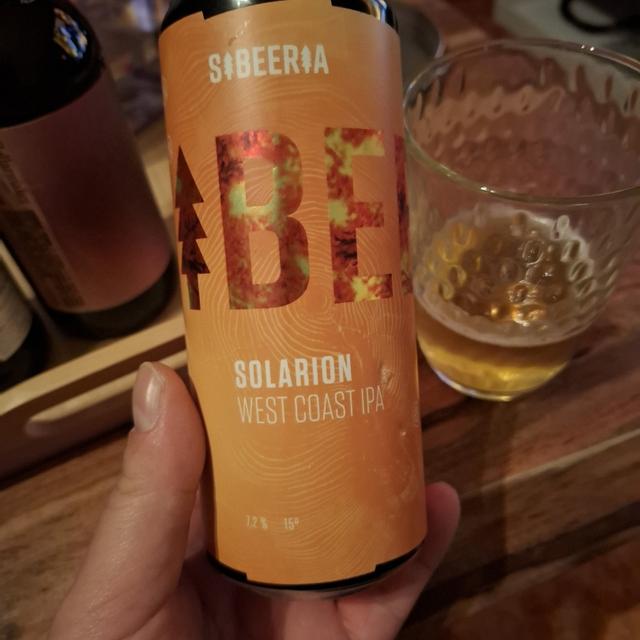 SIBEERIA
BE
SOLARION
WEST COAST IPA
7,2 % 15°